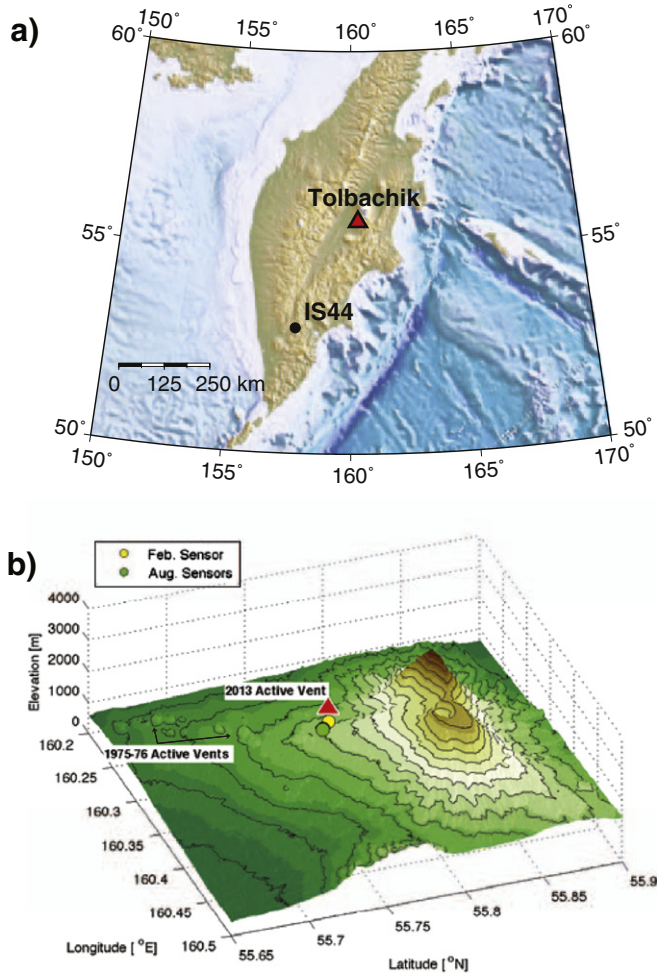 a)
150° 155° 160° 165° 170°
60° 60°
Tolbachik
55° 55°
IS44
0 125 250 km
50° 50°
150° 155° 160° 165° 170°
b)
Feb. Sensor
Aug. Sensors
4000
3000
2000
1000
0
Elevation [m]
2013 Active Vent
1975-76 Active Vents
160.2
160.25
160.3
160.35
160.4
160.45
160.5
55.65 55.7 55.75 55.8 55.85 55.9
Longitude [°E]
Latitude [°N]